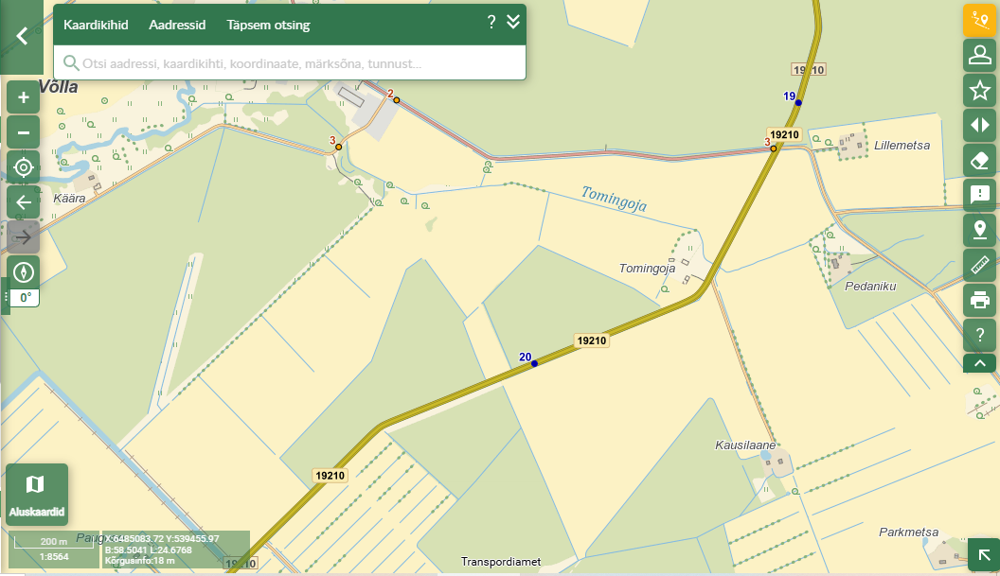 Kaardikihid Aadressid Täpsem otsing ?
Otsi aadressi, kaardikihti, koordinaate, märksõna, tunnust...
19210
Võlla
2
19
3
19210
3
Lillemetsa
Käära
Tomingoja
Tomingoja
Pedaniku
0°
?
19210
20
Kausilaane
19210
Aluskaardid
Parkmetsa
200 m
1:8564
X:6485083.72 Y:539455.97
B:58.5041 L:24.6768
Kõrgusinfo:18 m
19210
Transpordiamet